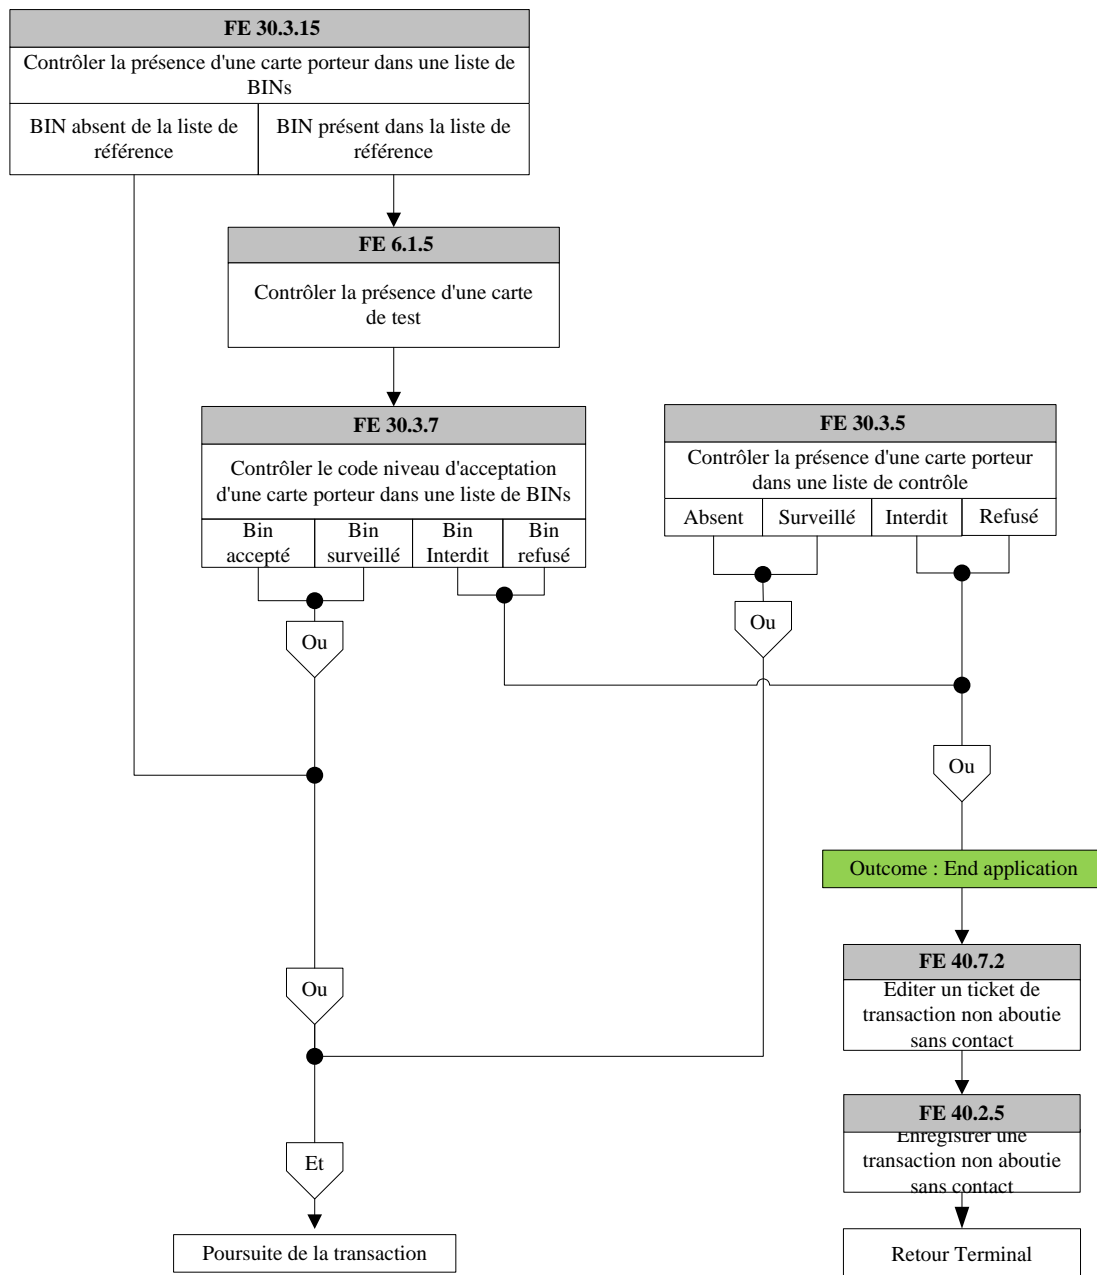 FE 30.3.15
Contrôler la présence d'une carte porteur dans une liste de
BINs
BIN absent de la liste de
référence
BIN présent dans la liste de
référence
FE 6.1.5
Contrôler la présence d'une carte
de test
FE 30.3.7
Contrôler le code niveau d'acceptation
d'une carte porteur dans une liste de BINs
Bin
accepté
Bin
surveillé
Bin
Interdit
Bin
refusé
FE 30.3.5
Contrôler la présence d'une carte porteur
dans une liste de contrôle
Absent
Surveillé
Interdit
Refusé
Ou
Ou
Ou
Outcome : End application
FE 40.7.2
Editer un ticket de
transaction non aboutie
sans contact
Ou
FE 40.2.5
Enregistrer une
transaction non aboutie
sans contact
Et
Poursuite de la transaction
Retour Terminal